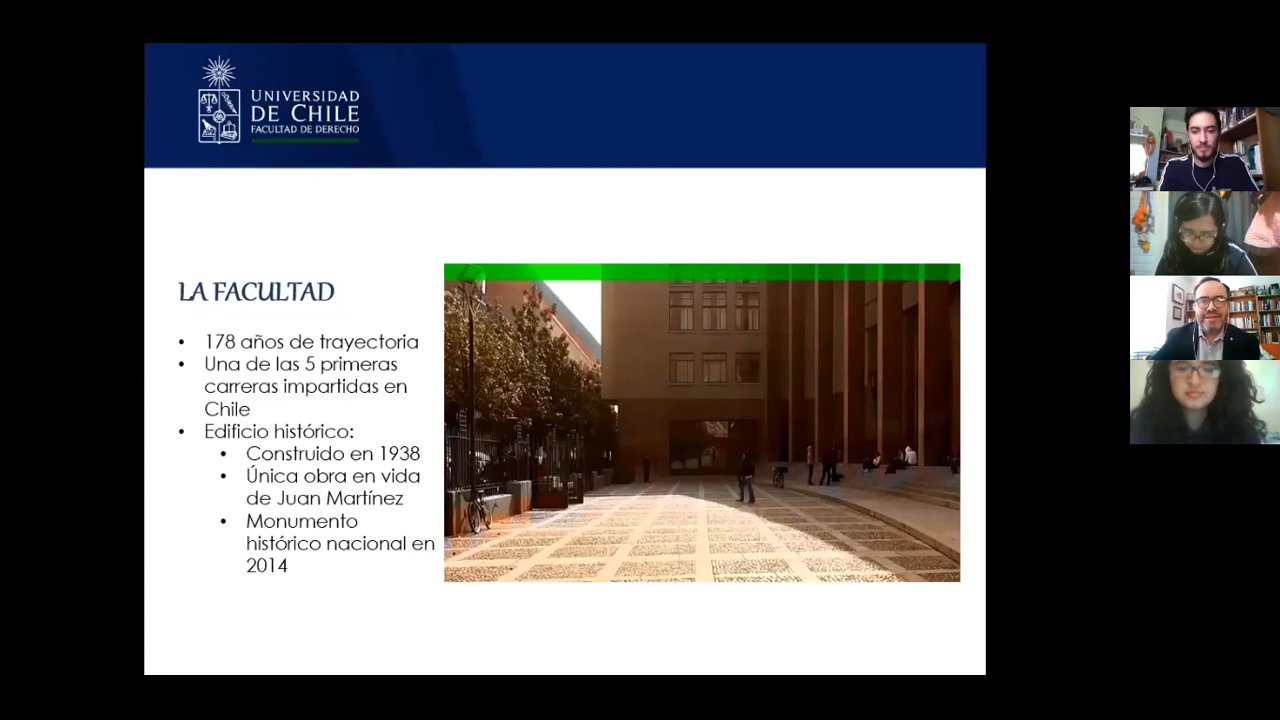 UNIVERSIDAD
DE CHILE
FACULTAD DE DERECHO
LA FACULTAD
• 178 años de trayectoria
• Una de las 5 primeras
carreras impartidas en
Chile
• Edificio histórico:
• Construido en 1938
• Única obra en vida
de Juan Martínez
• Monumento
histórico nacional en
2014